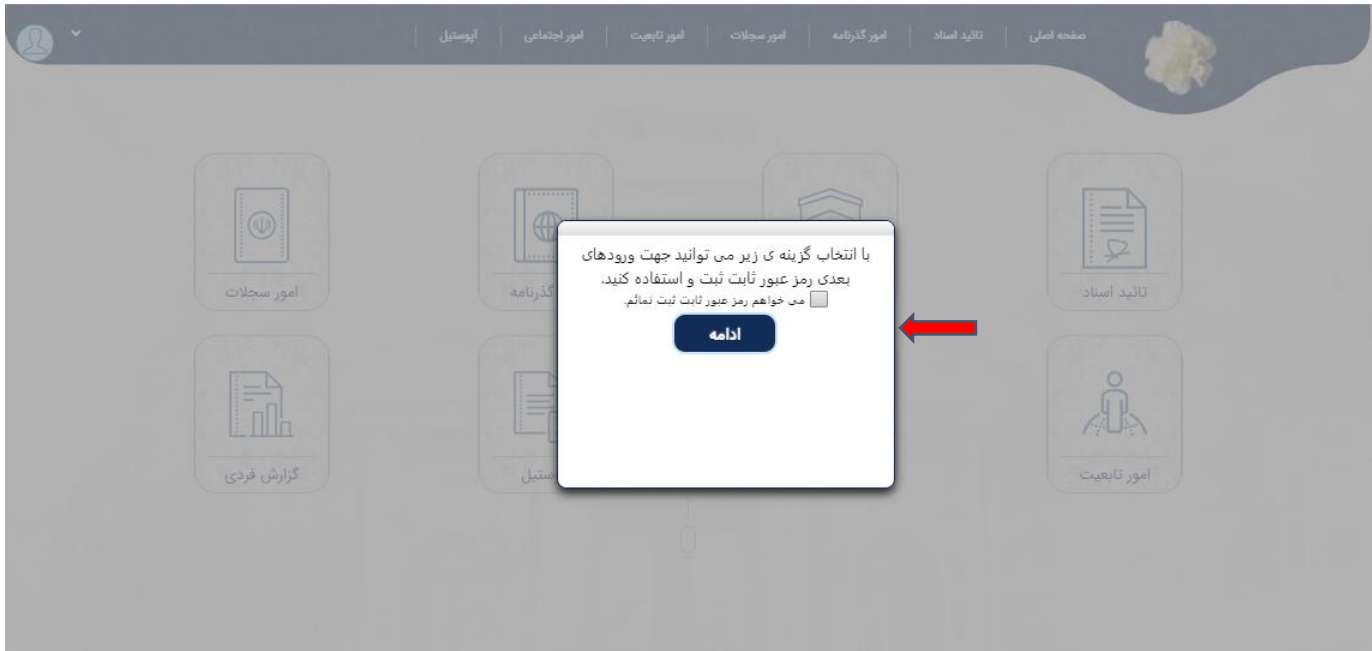 صفحه اصلی
تائید اسناد
امور گذرنامه
امور سجلات
امور تابعیت
امور اجتماعی
آپوستیل
با انتخاب گزینه ی زیر می توانید جهت ورودهای
بعدی رمز عبور ثابت ثبت و استفاده کنید.
می خواهم رمز عبور ثابت ثبت نمائم.
ادامه
تائید اسناد
گذرنامه
امور سجلات
امور تابعیت
وستیل
گزارش فردی